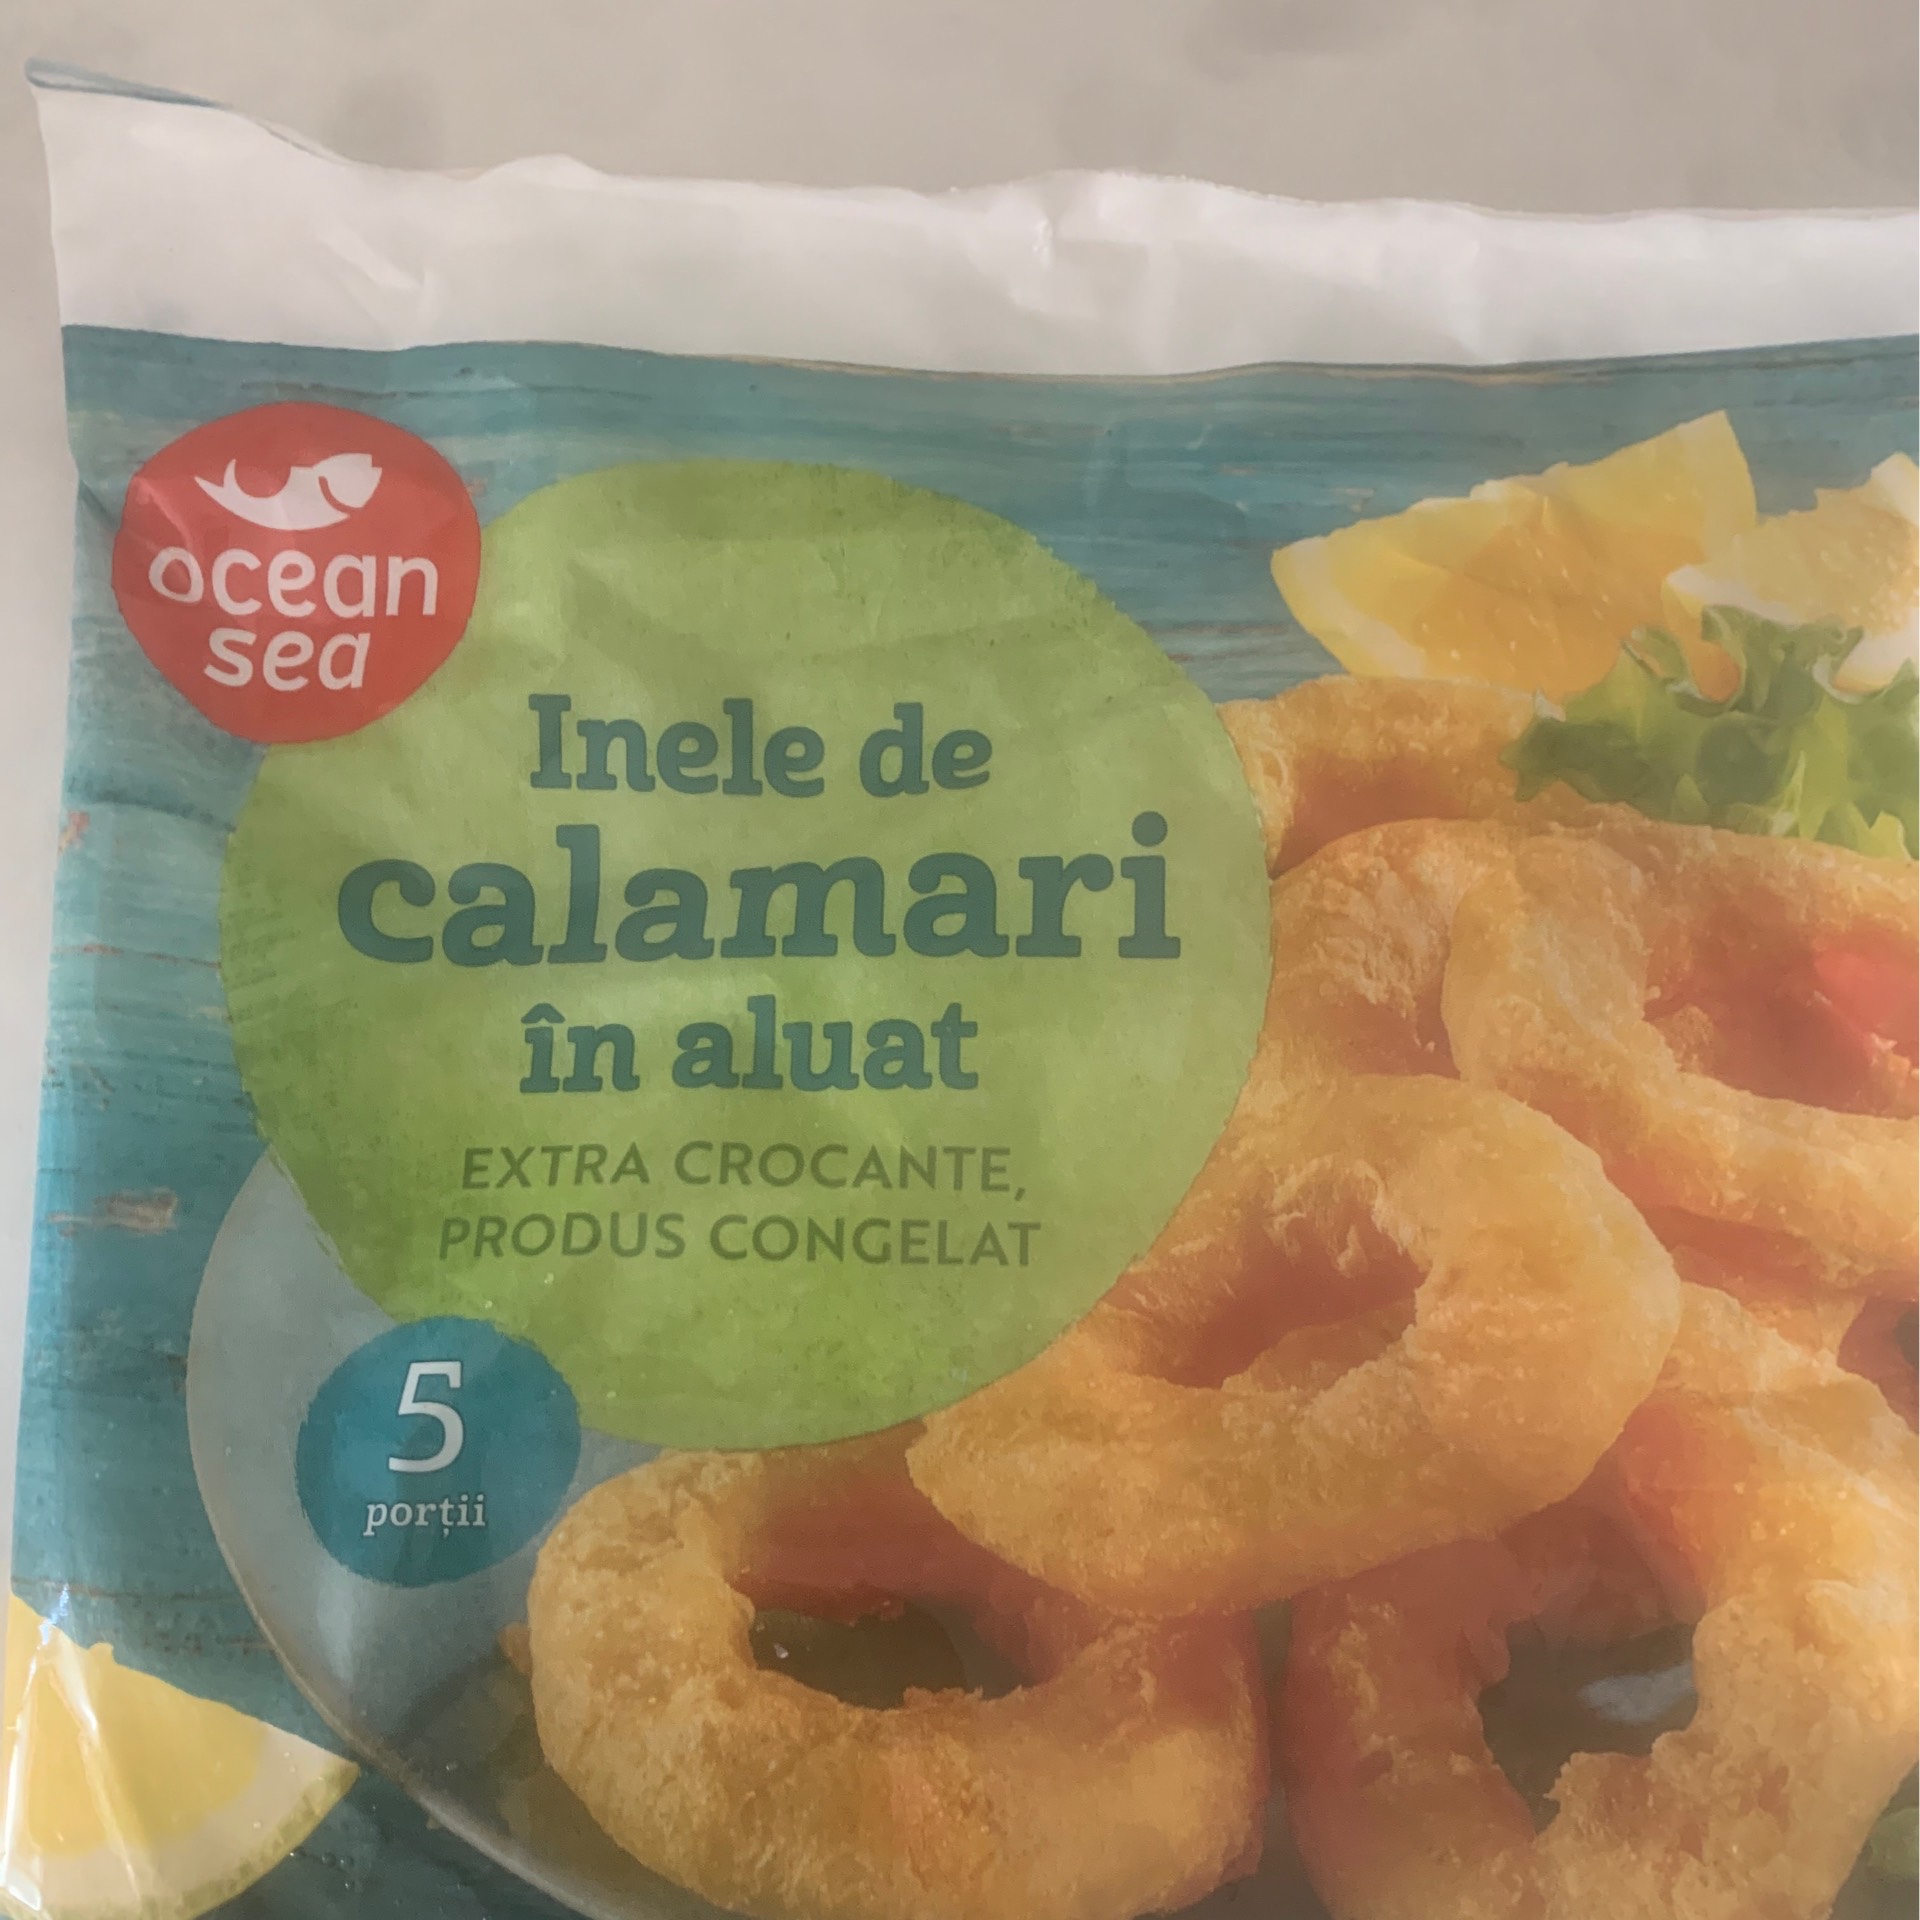 ocean
sea
Inele de
calamari
în aluat
EXTRA CROCANTE,
PRODUS CONGELAT
5
porții